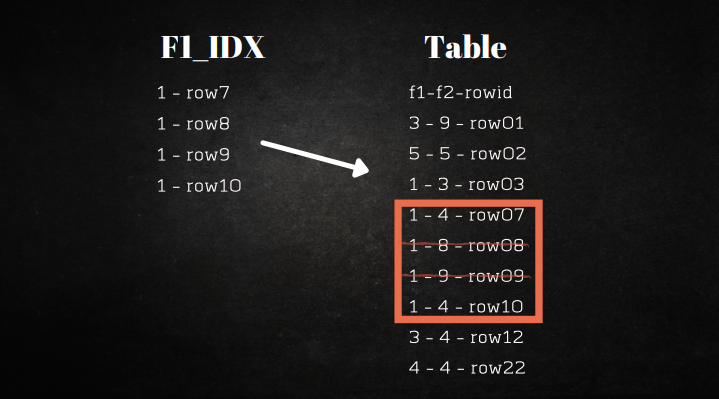 F1_IDX
1 - row7
1 - row8
1 - row9
1 - row10
Table
f1-f2-rowid
3 - 9 - row01
5 - 5 - row02
1 - 3 - row03
1 - 4 - row07
1 - 8 - row08
1 - 9 - row09
1 - 4 - row10
3 - 4 - row12
4 - 4 - row22